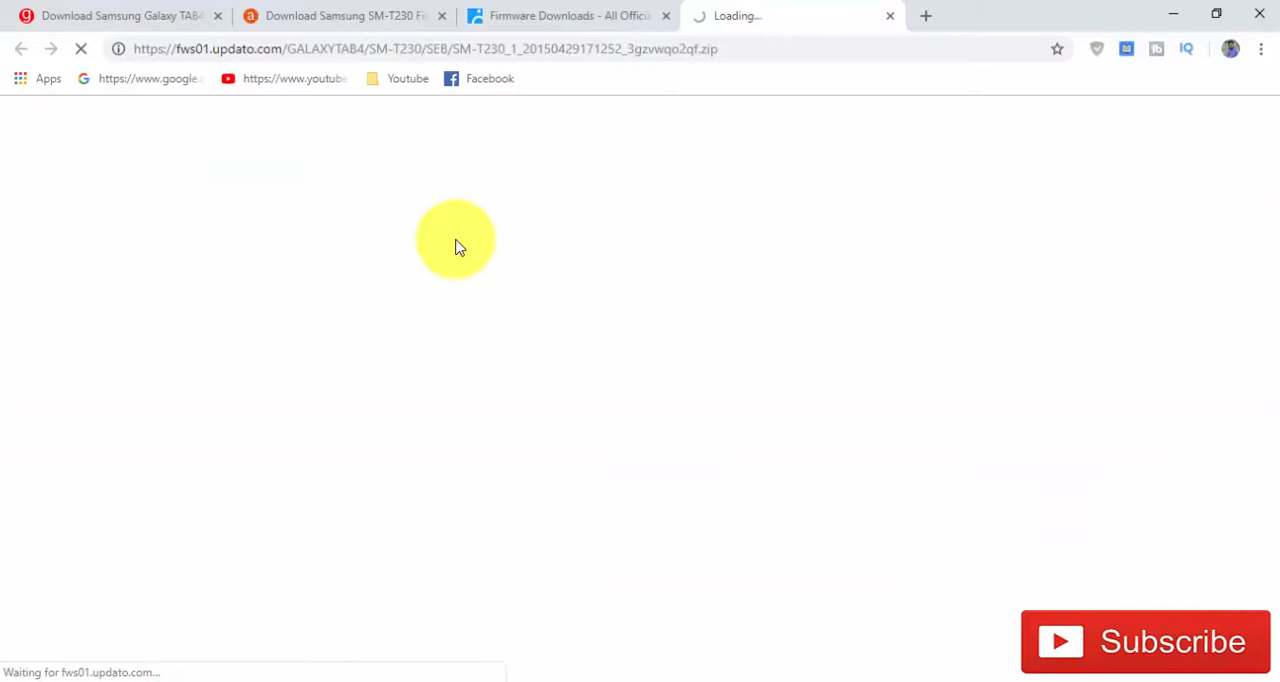 Download Samsung Galaxy TAB4
Download Samsung SM-T230 Fi
Firmware Downloads - All Officia
Loading...
https://fws01.updato.com/GALAXYTAB4/SM-T230/SEB/SM-T230_1_20150429171252_3gzvwqo2qf.zip
Apps
https://www.google.c
https://www.youtube
Youtube
Facebook
Subscribe
Waiting for fws01.updato.com...